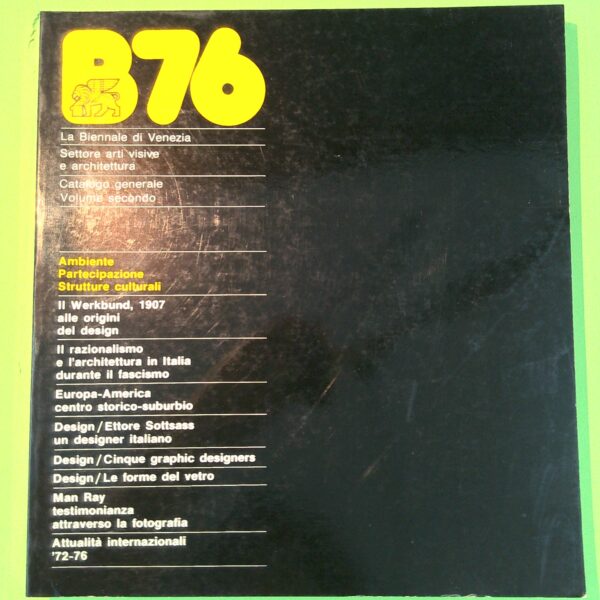 B76
La Biennale di Venezia
Settore arti visive
e architettura
Catalogo generale
Volume secondo
Ambiente
Partecipazione
Strutture culturali
Il Werkbund, 1907
alle origini
del design
Il razionalismo
e l'architettura in Italia
durante il fascismo
Europa-America
centro storico-suburbio
Design/Ettore Sottsass
un designer italiano
Design/Cinque graphic designers
Design/Le forme del vetro
Man Ray
testimonianza
attraverso la fotografia
Attualità internazionali
'72-76